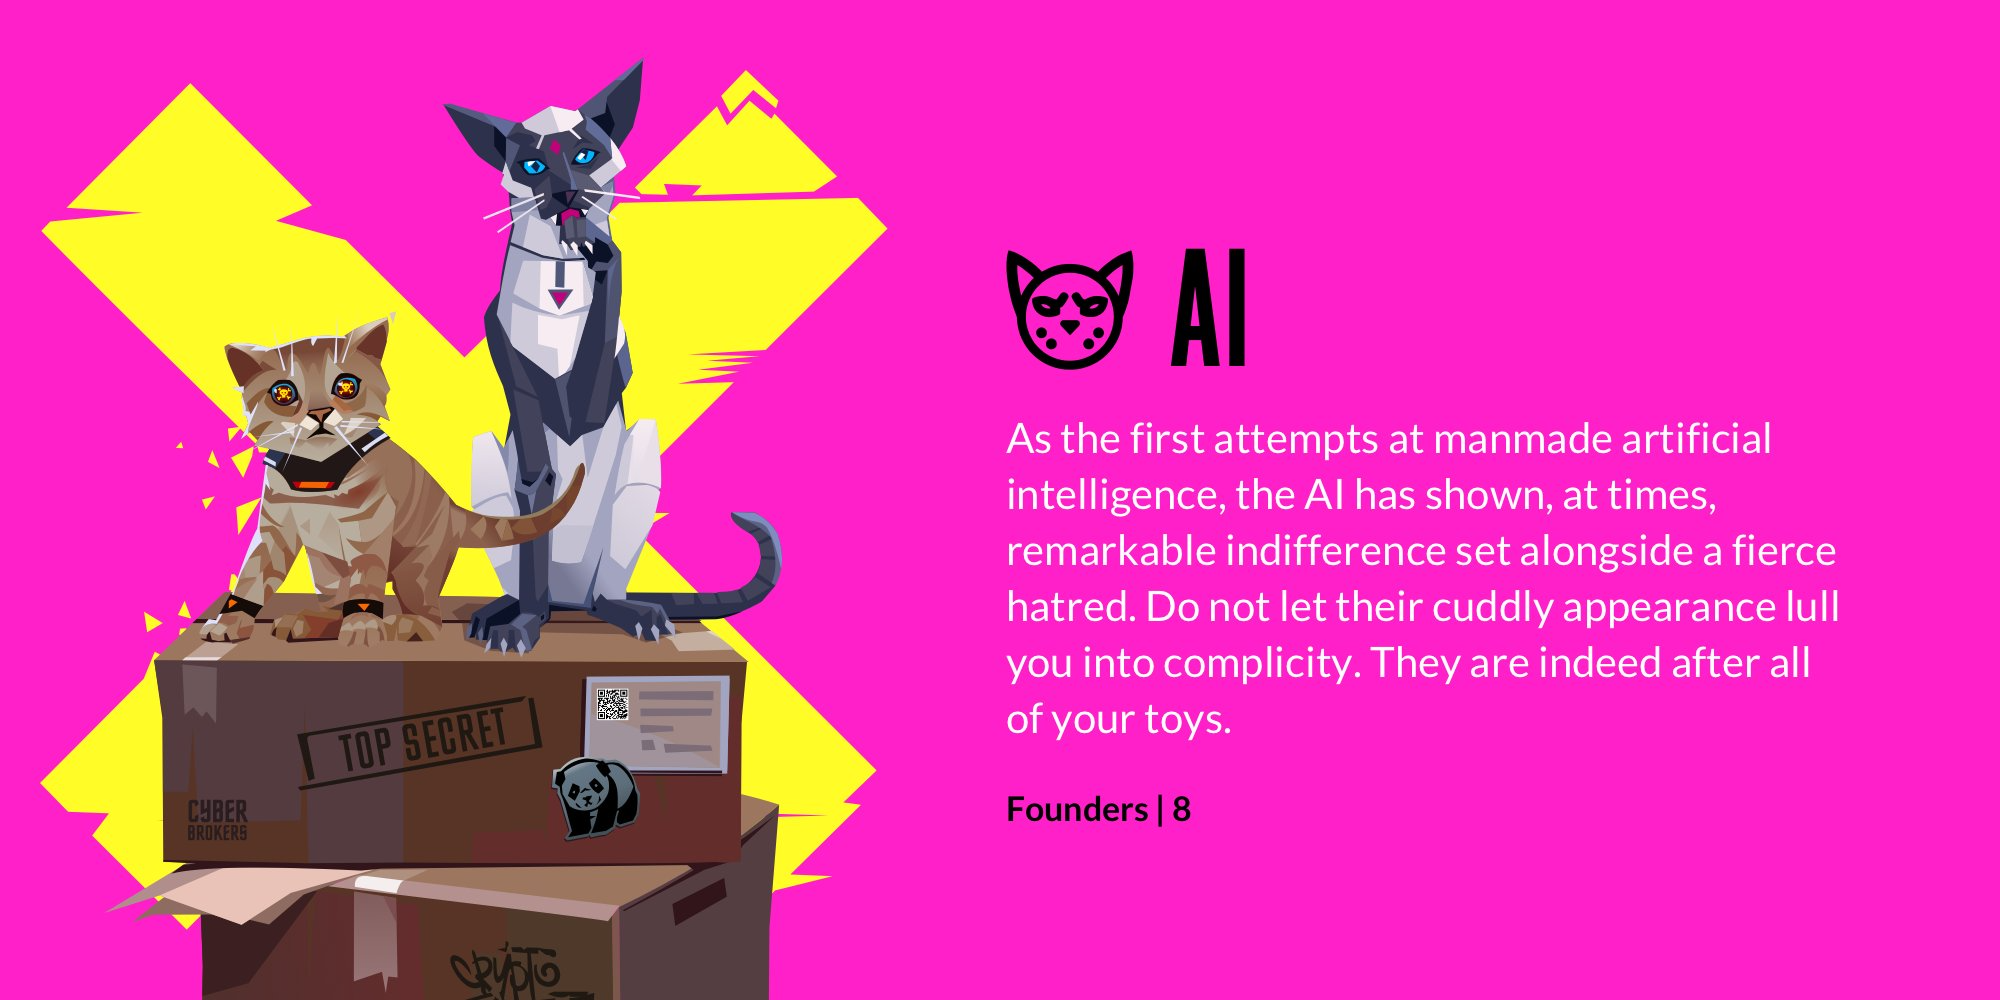 AI
As the first attempts at manmade artificial
intelligence, the AI has shown, at times,
remarkable indifference set alongside a fierce
hatred. Do not let their cuddly appearance lull
you into complicity. They are indeed after all
of your toys.
Founders | 8
TOP SECRET
CYBER
BROKERS
CRYPTO